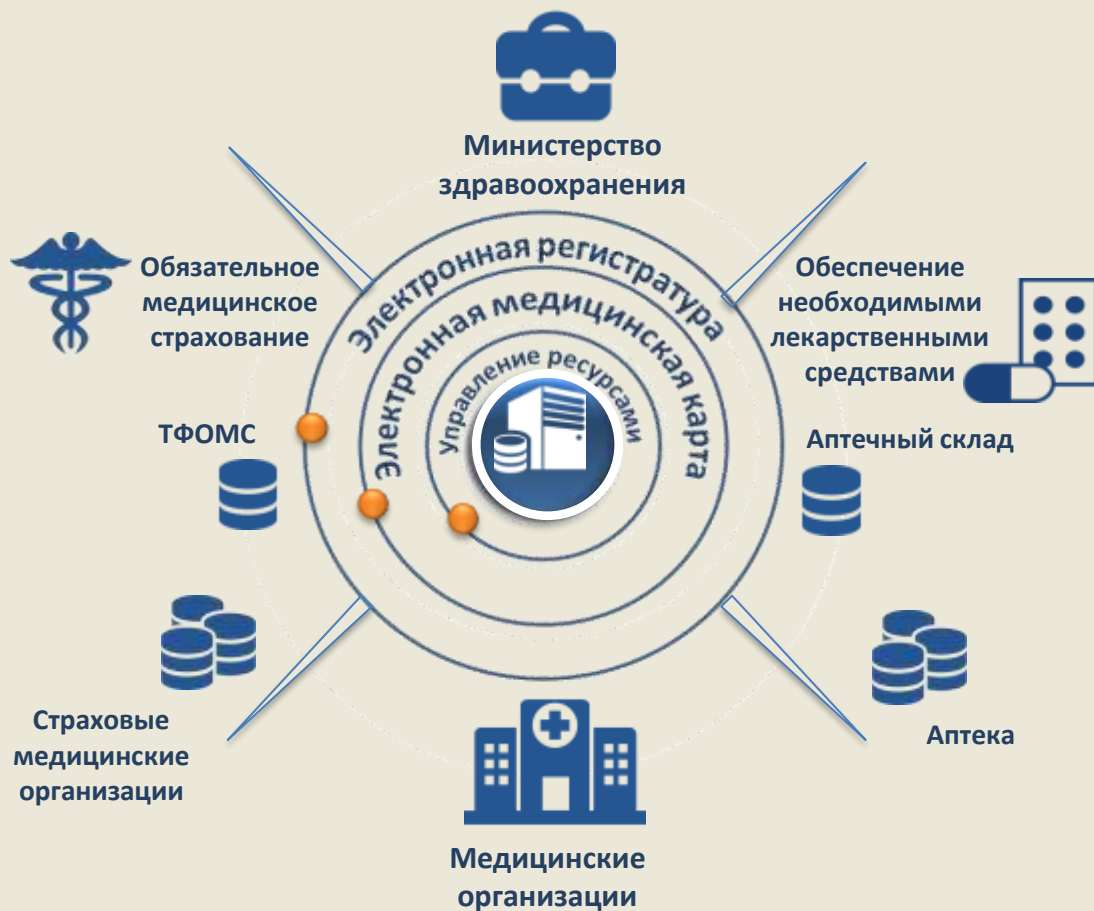 Министерство
здравоохранения
Обязательное
медицинское
страхование
Обеспечение
необходимыми
лекарственными
средствами
Электронная регистратура
Электронная медицинская карта
Управление ресурсами
ТФОМС
Аптечный склад
Страховые
медицинские
организации
Аптека
Медицинские
организации